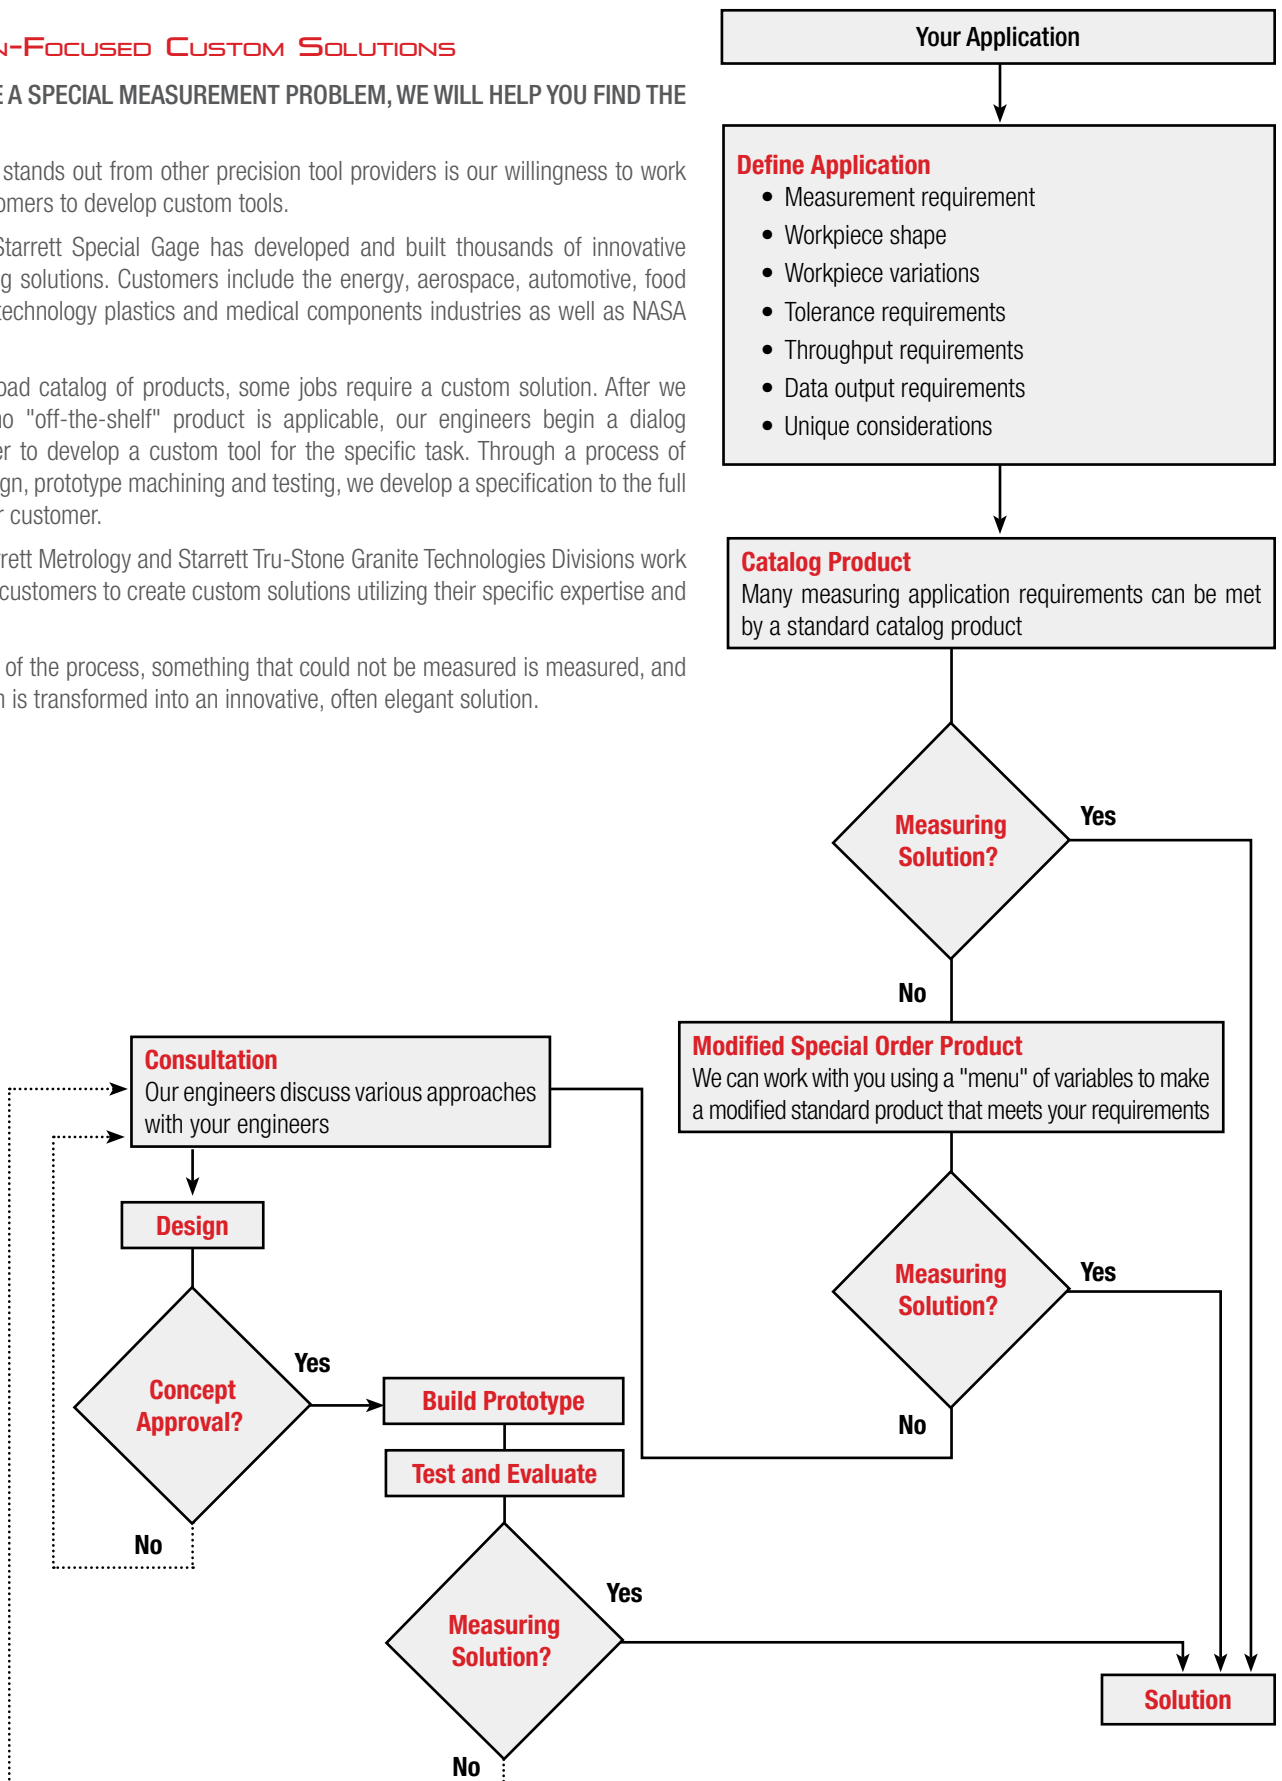 N-FOCUSED CUSTOM SOLUTIONS
E A SPECIAL MEASUREMENT PROBLEM, WE WILL HELP YOU FIND THE
stands out from other precision tool providers is our willingness to work
omers to develop custom tools.
Starrett Special Gage has developed and built thousands of innovative
g solutions. Customers include the energy, aerospace, automotive, food
technology plastics and medical components industries as well as NASA
oad catalog of products, some jobs require a custom solution. After we
no "off-the-shelf" product is applicable, our engineers begin a dialog
er to develop a custom tool for the specific task. Through a process of
ign, prototype machining and testing, we develop a specification to the full
r customer.
rrett Metrology and Starrett Tru-Stone Granite Technologies Divisions work
customers to create custom solutions utilizing their specific expertise and
of the process, something that could not be measured is measured, and
n is transformed into an innovative, often elegant solution.
Your Application
Define Application
• Measurement requirement
• Workpiece shape
• Workpiece variations
• Tolerance requirements
• Throughput requirements
• Data output requirements
• Unique considerations
Catalog Product
Many measuring application requirements can be met
by a standard catalog product
Measuring
Solution?
Yes
No
Modified Special Order Product
We can work with you using a "menu" of variables to make
a modified standard product that meets your requirements
Measuring
Solution?
Yes
No
Consultation
Our engineers discuss various approaches
with your engineers
Design
Concept
Approval?
Yes
No
Build Prototype
Test and Evaluate
Measuring
Solution?
Yes
No
Solution